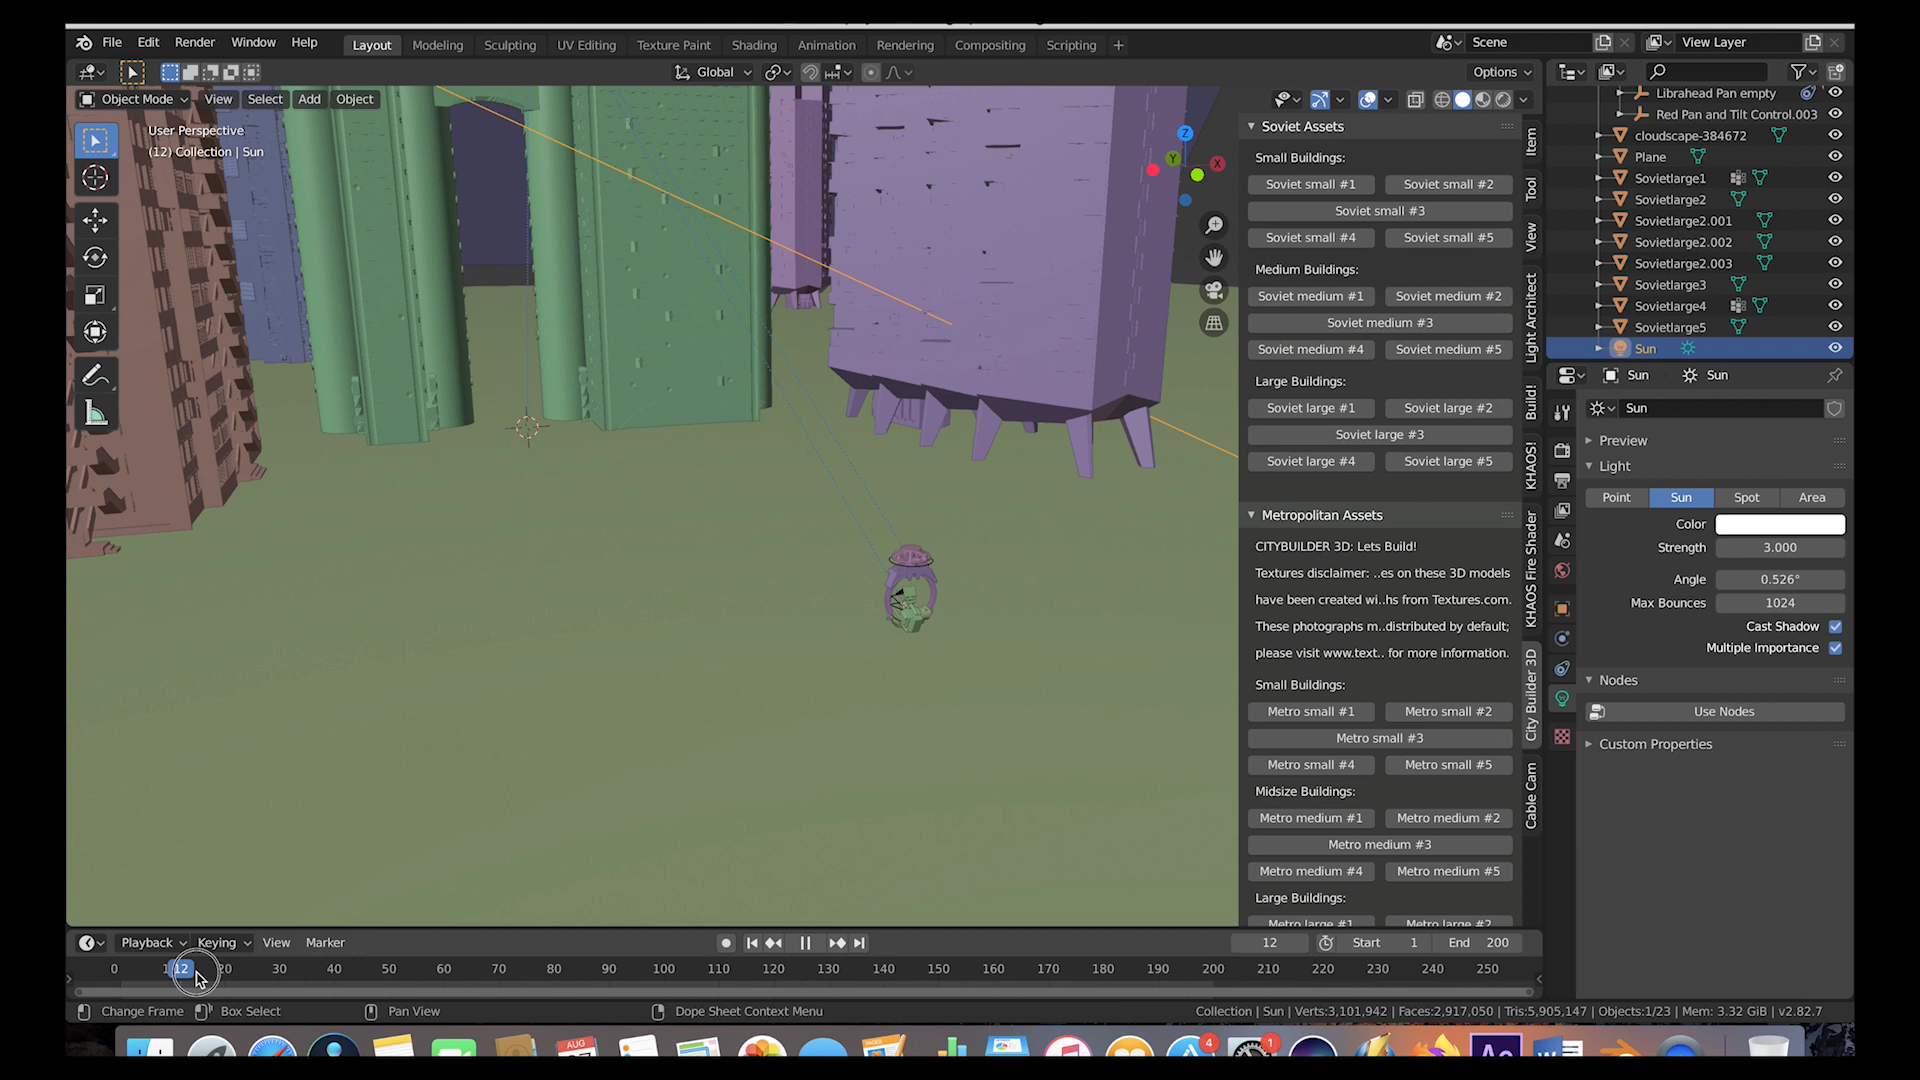 File Edit Render Window Help
Layout Modeling Sculpting UV Editing Texture Paint Shading Animation Rendering Compositing Scripting +
Scene
View Layer
Global
Options
Object Mode View Select Add Object
User Perspective
(12) Collection | Sun
Z
Y
X
Soviet Assets
Small Buildings:
Soviet small #1 Soviet small #2
Soviet small #3
Soviet small #4 Soviet small #5
Medium Buildings:
Soviet medium #1 Soviet medium #2
Soviet medium #3
Soviet medium #4 Soviet medium #5
Large Buildings:
Soviet large #1 Soviet large #2
Soviet large #3
Soviet large #4 Soviet large #5
Metropolitan Assets
CITYBUILDER 3D: Lets Build!
Textures disclaimer: ..es on these 3D models
have been created wi..hs from Textures.com.
These photographs m..distributed by default;
please visit www.text.. for more information.
Small Buildings:
Metro small #1 Metro small #2
Metro small #3
Metro small #4 Metro small #5
Midsize Buildings:
Metro medium #1 Metro medium #2
Metro medium #3
Metro medium #4 Metro medium #5
Large Buildings:
Metro large #1 Metro large #2
Item
Tool
View
Light Architect
Build!
KHAOS!
KHAOS Fire Shader
City Builder 3D
Cable Cam
Librahead Pan empty
Red Pan and Tilt Control.003
cloudscape-384672
Plane
Sovietlarge1
Sovietlarge2
Sovietlarge2.001
Sovietlarge2.002
Sovietlarge2.003
Sovietlarge3
Sovietlarge4
Sovietlarge5
Sun
Sun Sun
Sun
Preview
Light
Point Sun Spot Area
Color
Strength 3.000
Angle 0.526°
Max Bounces 1024
Cast Shadow
Multiple Importance
Nodes
Use Nodes
Custom Properties
Playback Keying View Marker
12 Start 1 End 200
0 12 20 30 40 50 60 70 80 90 100 110 120 130 140 150 160 170 180 190 200 210 220 230 240 250
Change Frame Box Select Pan View Dope Sheet Context Menu
Collection | Sun | Verts:3,101,942 | Faces:2,917,050 | Tris:5,905,147 | Objects:1/23 | Mem: 3.32 GiB | v2.82.7
AUG
4
1
Ae
W